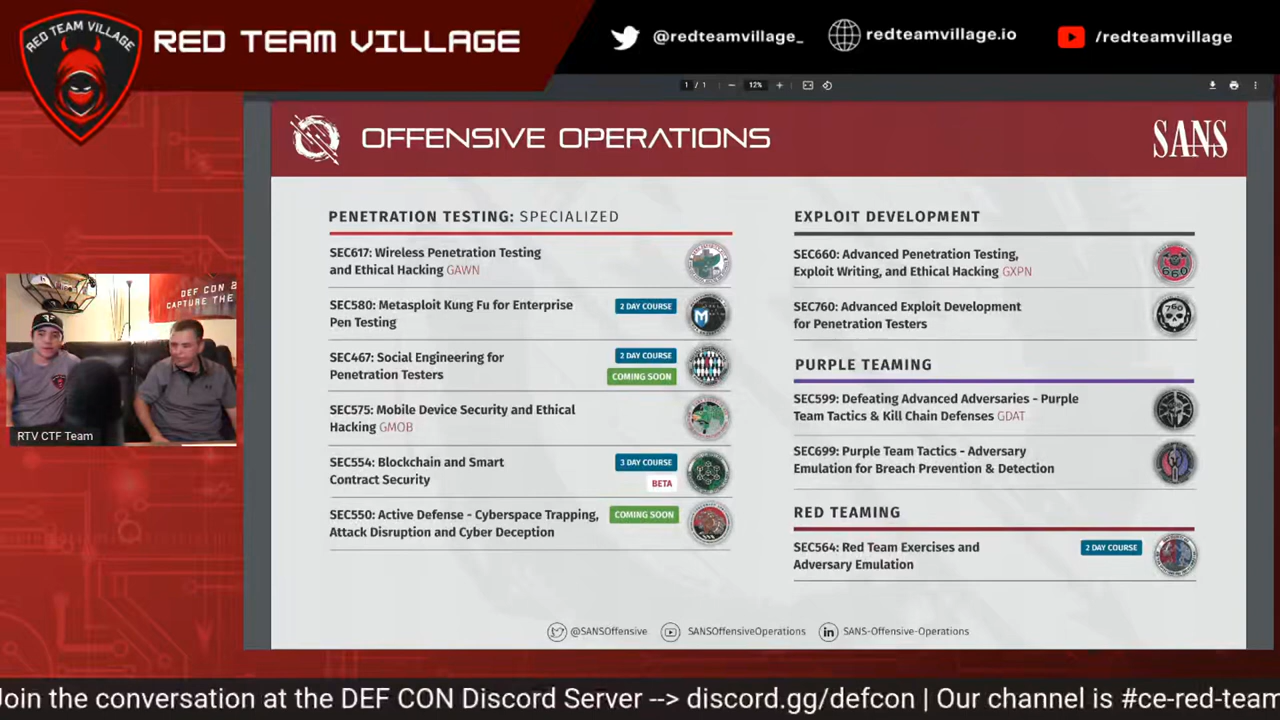 RED TEAM VILLAGE
RED TEAM VILLAGE
@redteamvillage_
redteamvillage.io
/redteamvillage
1 / 1
12%
OFFENSIVE OPERATIONS
SANS
PENETRATION TESTING: SPECIALIZED
SEC617: Wireless Penetration Testing
and Ethical Hacking GAWN
SEC580: Metasploit Kung Fu for Enterprise
Pen Testing
2 DAY COURSE
SEC467: Social Engineering for
Penetration Testers
2 DAY COURSE
COMING SOON
SEC575: Mobile Device Security and Ethical
Hacking GMOB
SEC554: Blockchain and Smart
Contract Security
3 DAY COURSE
BETA
SEC550: Active Defense - Cyberspace Trapping,
Attack Disruption and Cyber Deception
COMING SOON
EXPLOIT DEVELOPMENT
SEC660: Advanced Penetration Testing,
Exploit Writing, and Ethical Hacking GXPN
660
SEC760: Advanced Exploit Development
for Penetration Testers
760
PURPLE TEAMING
SEC599: Defeating Advanced Adversaries - Purple
Team Tactics & Kill Chain Defenses GDAT
SEC699: Purple Team Tactics - Adversary
Emulation for Breach Prevention & Detection
RED TEAMING
SEC564: Red Team Exercises and
Adversary Emulation
2 DAY COURSE
@SANSOffensive
SANSOffensiveOperations
SANS-Offensive-Operations
DEF CON
CAPTURE THE
RTV CTF Team
Join the conversation at the DEF CON Discord Server --> discord.gg/defcon | Our channel is #ce-red-team